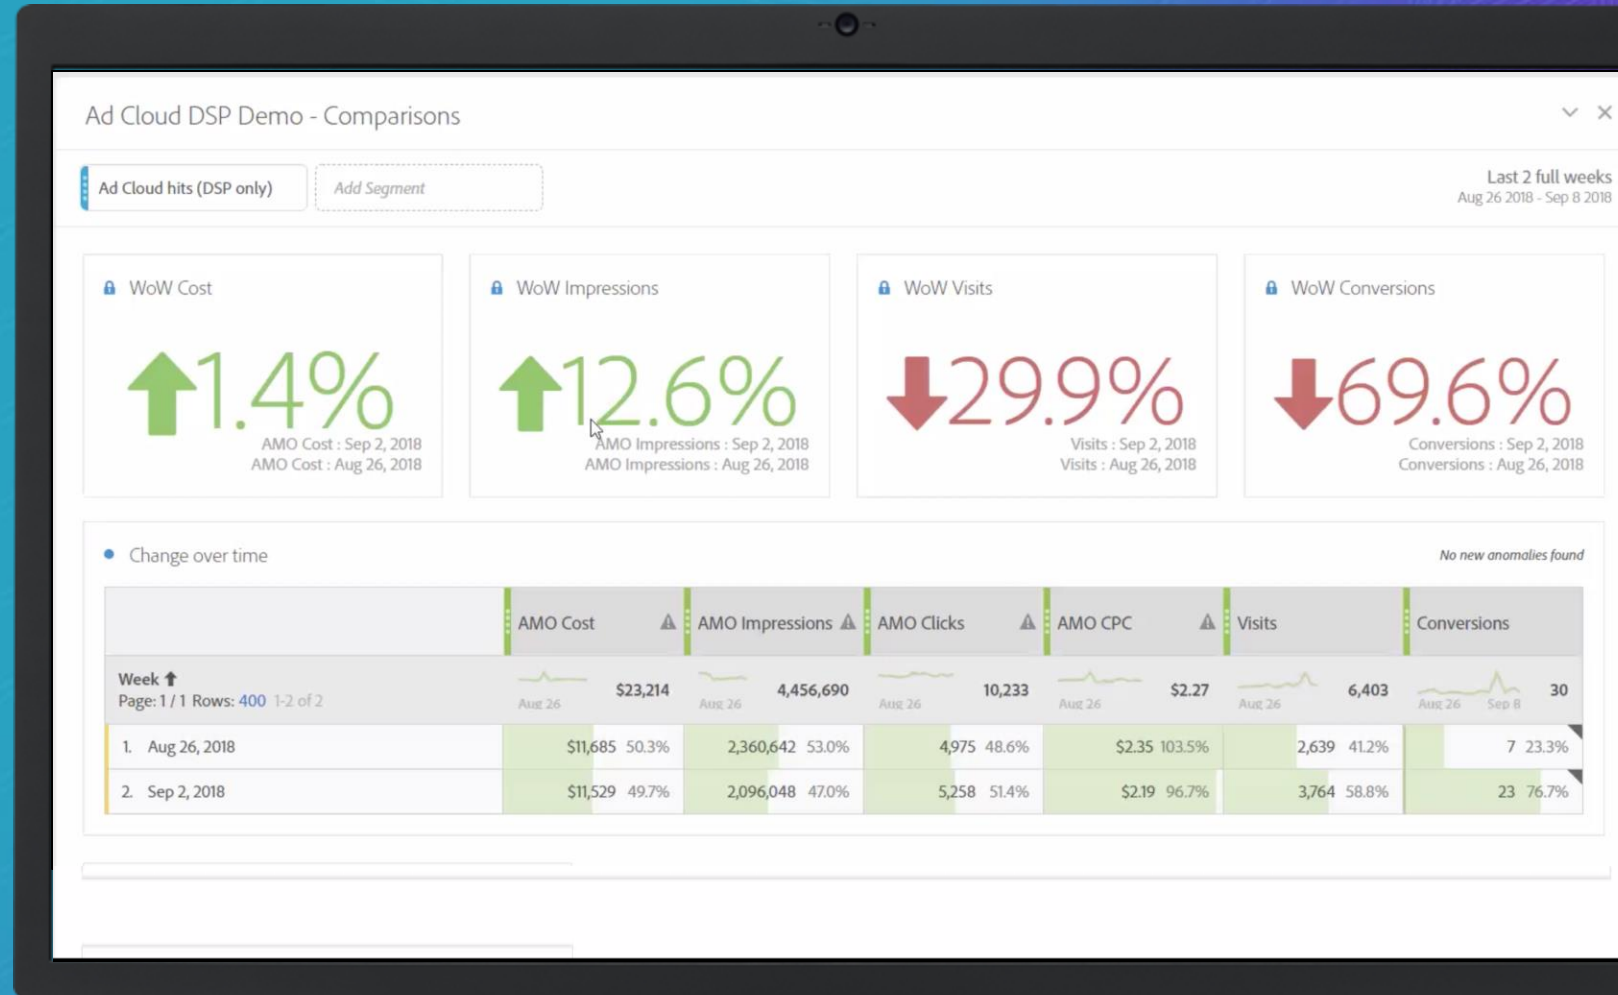 Ad Cloud DSP Demo - Comparisons
Ad Cloud hits (DSP only)
Add Segment
Last 2 full weeks
Aug 26 2018 - Sep 8 2018
WoW Cost
1.4%
AMO Cost : Sep 2, 2018
AMO Cost : Aug 26, 2018
WoW Impressions
12.6%
AMO Impressions : Sep 2, 2018
AMO Impressions : Aug 26, 2018
WoW Visits
29.9%
Visits : Sep 2, 2018
Visits : Aug 26, 2018
WoW Conversions
69.6%
Conversions : Sep 2, 2018
Conversions : Aug 26, 2018
Change over time
No new anomalies found
AMO Cost AMO Impressions AMO Clicks AMO CPC Visits Conversions
Week
Page: 1 / 1 Rows: 400 1-2 of 2
Aug 26 $23,214 Aug 26 4,456,690 Aug 26 10,233 Aug 26 $2.27 Aug 26 6,403 Aug 26 Sep 8 30
1. Aug 26, 2018 $11,685 50.3% 2,360,642 53.0% 4,975 48.6% $2.35 103.5% 2,639 41.2% 7 23.3%
2. Sep 2, 2018 $11,529 49.7% 2,096,048 47.0% 5,258 51.4% $2.19 96.7% 3,764 58.8% 23 76.7%